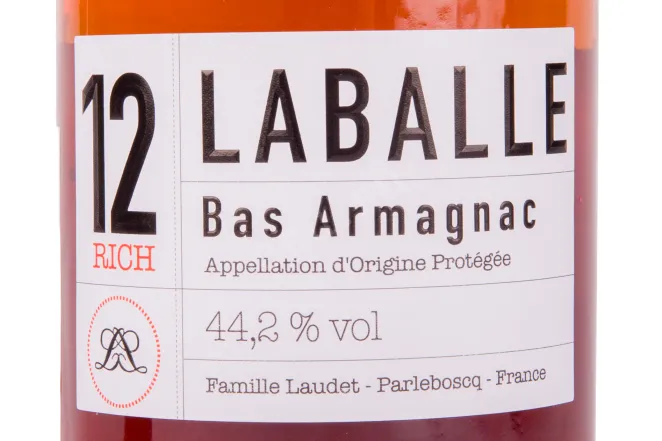 12
RICH
LABALLE
Bas Armagnac
Appellation d'Origine Protégée
44,2 % vol
Famille Laudet - Parleboscq - France